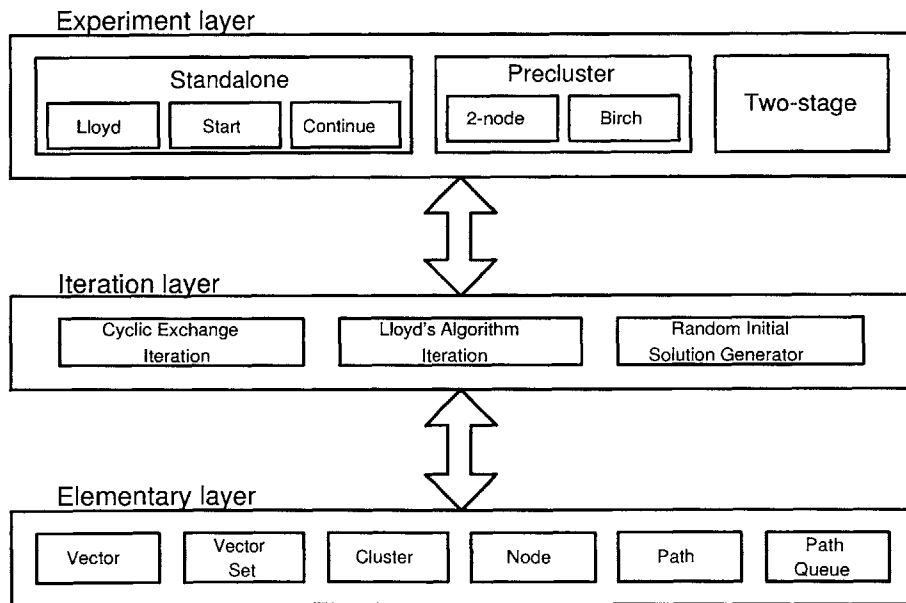 Experiment layer
Standalone
Lloyd
Start
Continue
Precluster
2-node
Birch
Two-stage
Iteration layer
Cyclic Exchange
Iteration
Lloyd's Algorithm
Iteration
Random Initial
Solution Generator
Elementary layer
Vector
Vector
Set
Cluster
Node
Path
Path
Queue